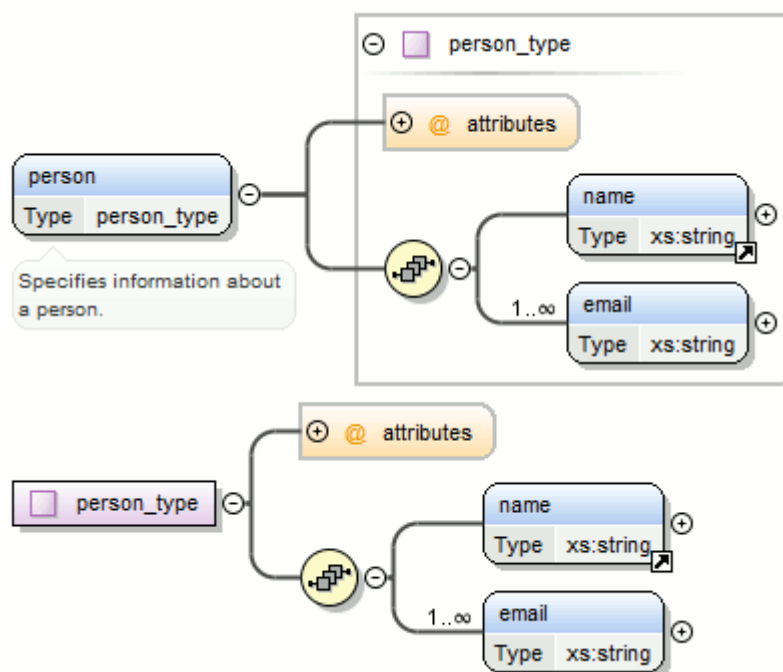 person_type
@ attributes
person
Type person_type
name
Type xs:string
Specifies information about
a person.
1..∞
email
Type xs:string
@ attributes
person_type
name
Type xs:string
1..∞
email
Type xs:string